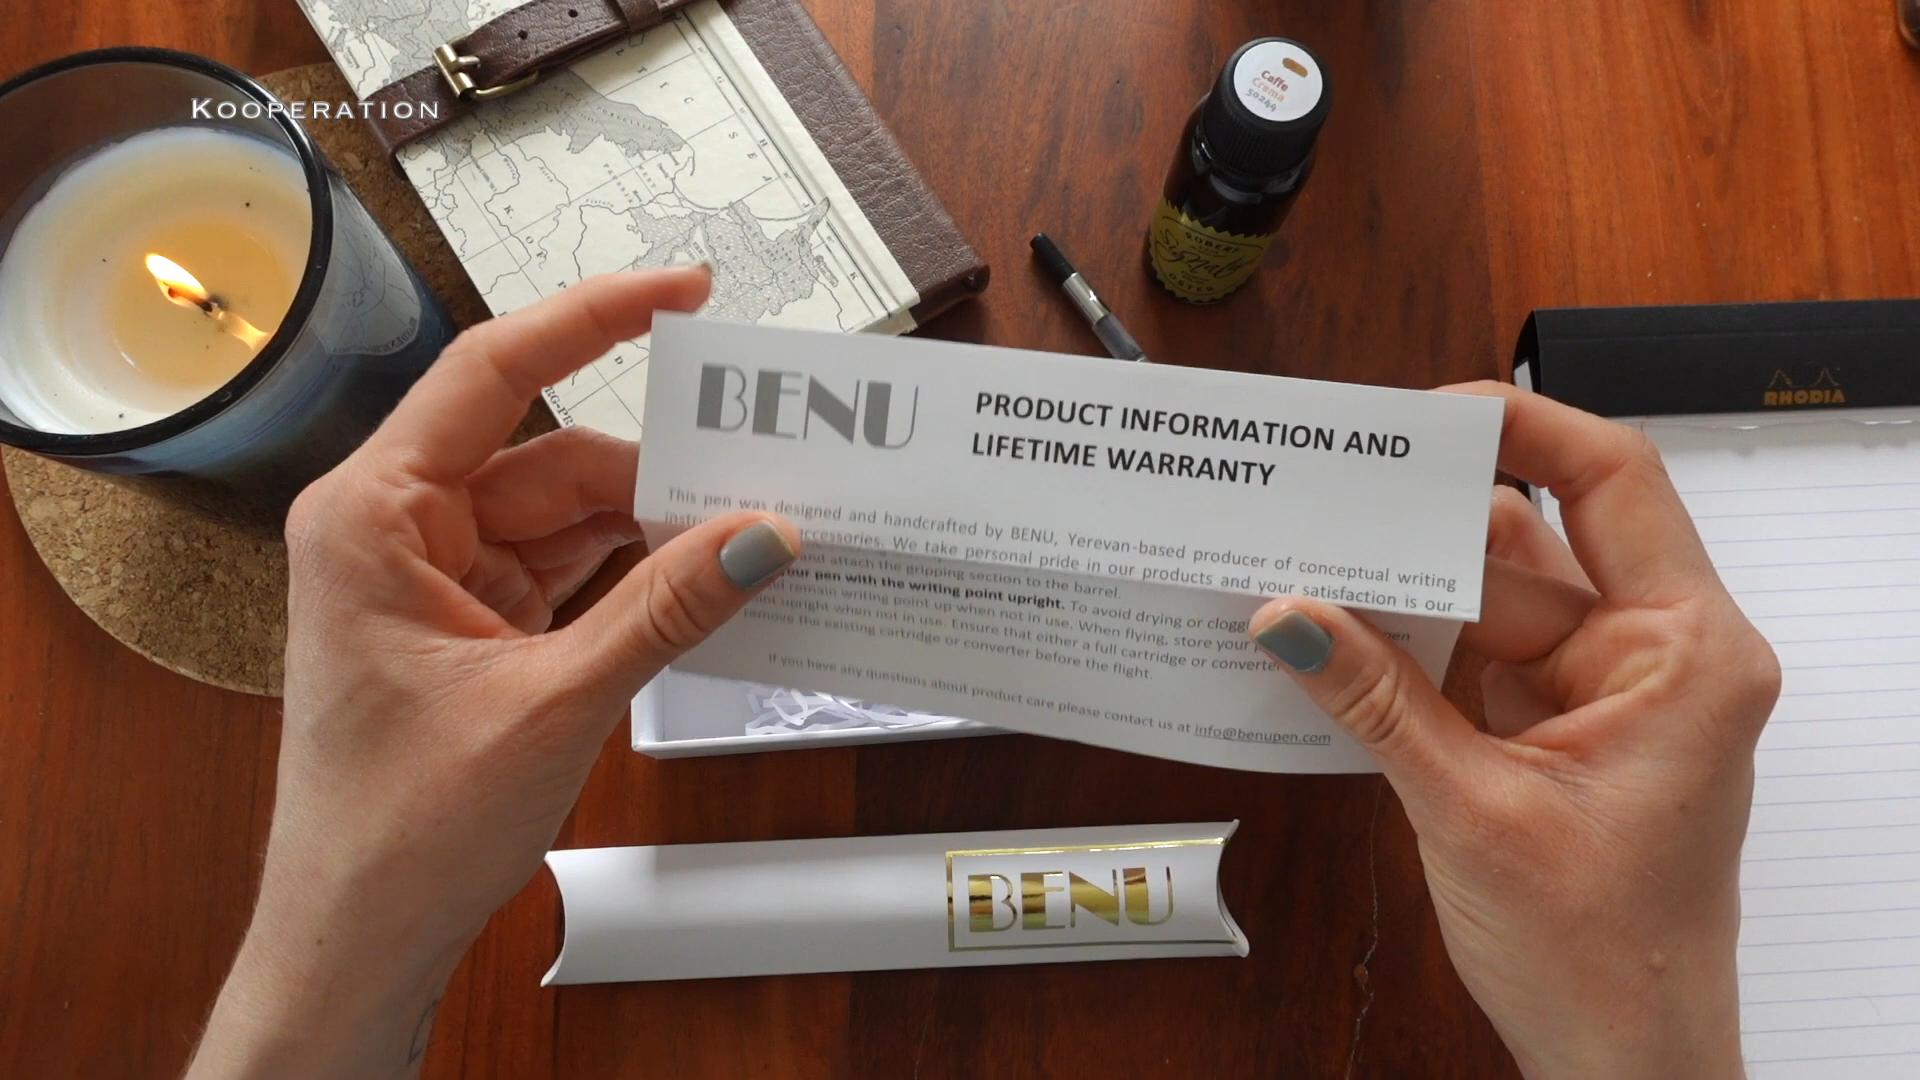 KOOPERATION
Caffe
Crema
50244
ROBERT
Signature
OSTER
RHODIA
BENU
PRODUCT INFORMATION AND
LIFETIME WARRANTY
This pen was designed and handcrafted by BENU, Yerevan-based producer of conceptual writing
accessories. We take personal pride in our products and your satisfaction is our
and attach the gripping section to the barrel.
your pen with the writing point upright. To avoid drying or
remain writing point up when not in use. When flying, store your
upright when not in use. Ensure that either a full cartridge or converter
remove the existing cartridge or converter before the flight.
If you have any questions about product care please contact us at info@benupen.com
BENU